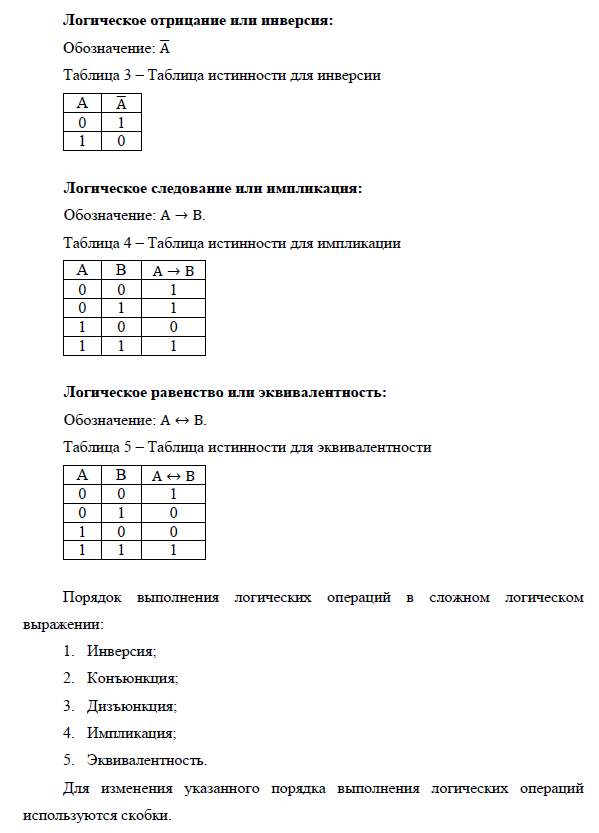 Логическое отрицание или инверсия:
Обозначение: A̅
Таблица 3 – Таблица истинности для инверсии
A A̅
0 1
1 0
Логическое следование или импликация:
Обозначение: A → B.
Таблица 4 – Таблица истинности для импликации
A B A → B
0 0 1
0 1 1
1 0 0
1 1 1
Логическое равенство или эквивалентность:
Обозначение: A ↔ B.
Таблица 5 – Таблица истинности для эквивалентности
A B A ↔ B
0 0 1
0 1 0
1 0 0
1 1 1
Порядок выполнения логических операций в сложном логическом
выражении:
1. Инверсия;
2. Конъюнкция;
3. Дизъюнкция;
4. Импликация;
5. Эквивалентность.
Для изменения указанного порядка выполнения логических операций
используются скобки.